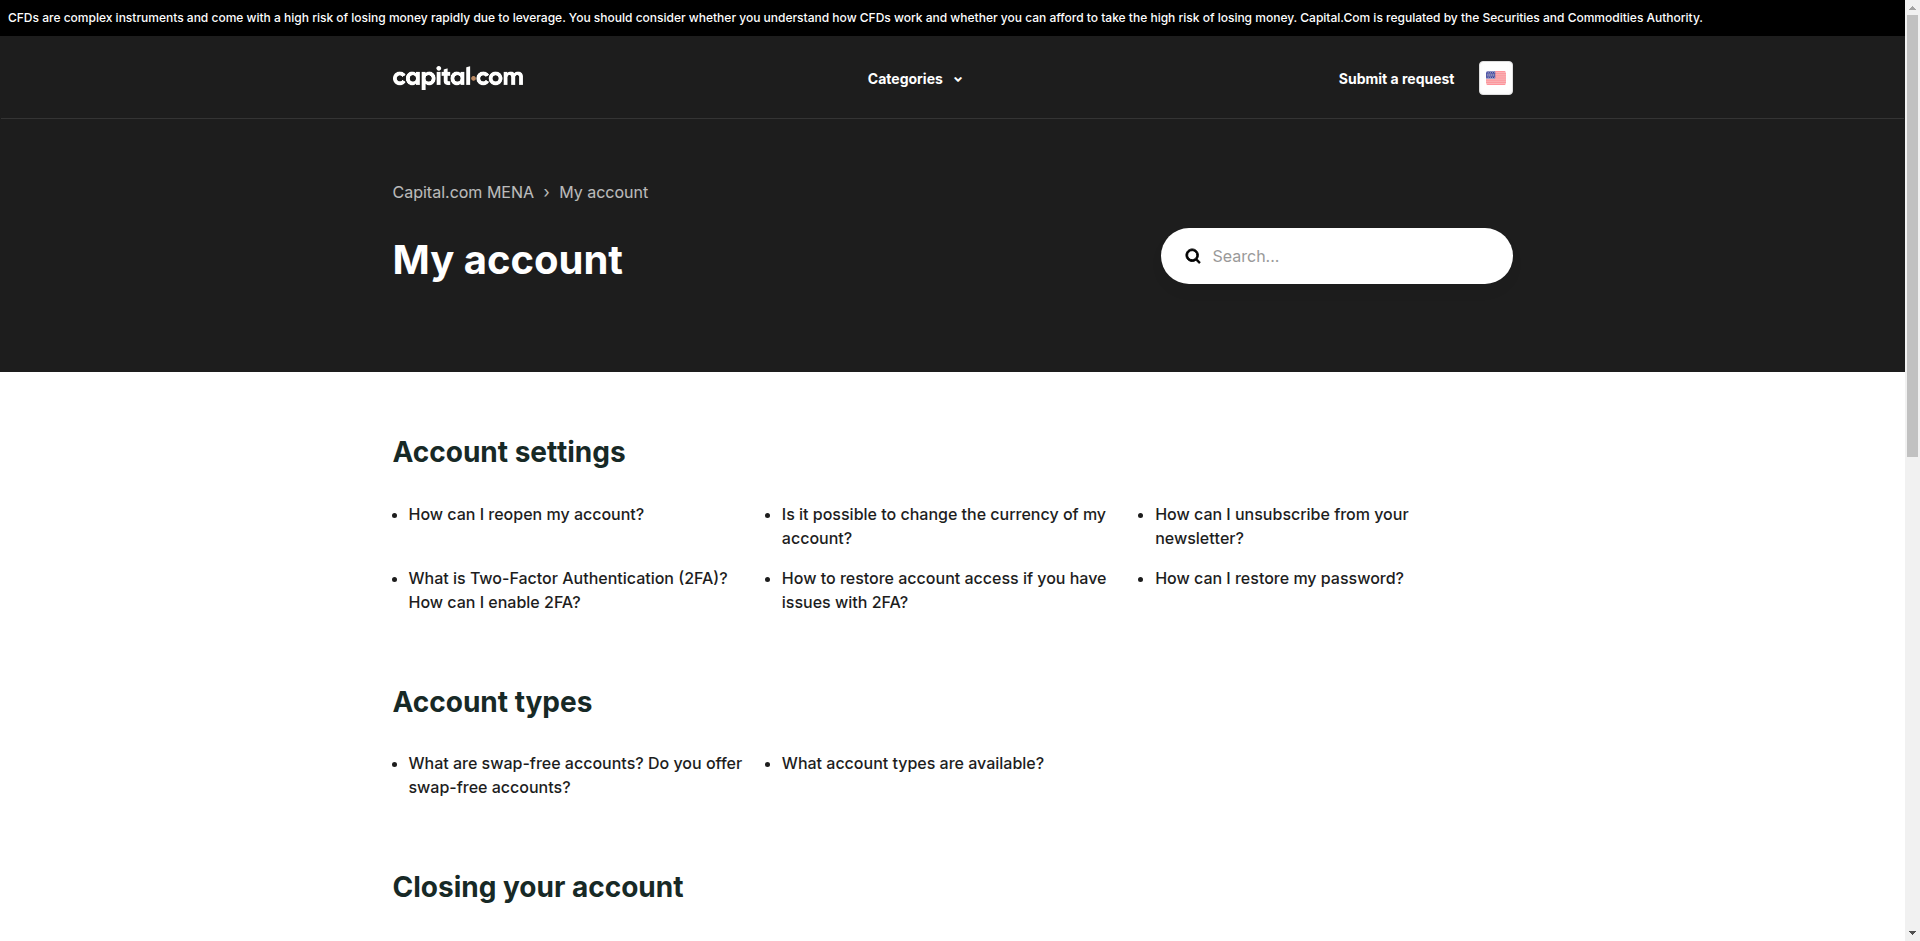 CFDs are complex instruments and come with a high risk of losing money rapidly due to leverage. You should consider whether you understand how CFDs work and whether you can afford to take the high risk of losing money. Capital.Com is regulated by the Securities and Commodities Authority.
capital.com
Categories
Submit a request
Capital.com MENA › My account
My account
Search...
Account settings
• How can I reopen my account?
• Is it possible to change the currency of my
account?
• How can I unsubscribe from your
newsletter?
• What is Two-Factor Authentication (2FA)?
How can I enable 2FA?
• How to restore account access if you have
issues with 2FA?
• How can I restore my password?
Account types
• What are swap-free accounts? Do you offer
swap-free accounts?
• What account types are available?
Closing your account